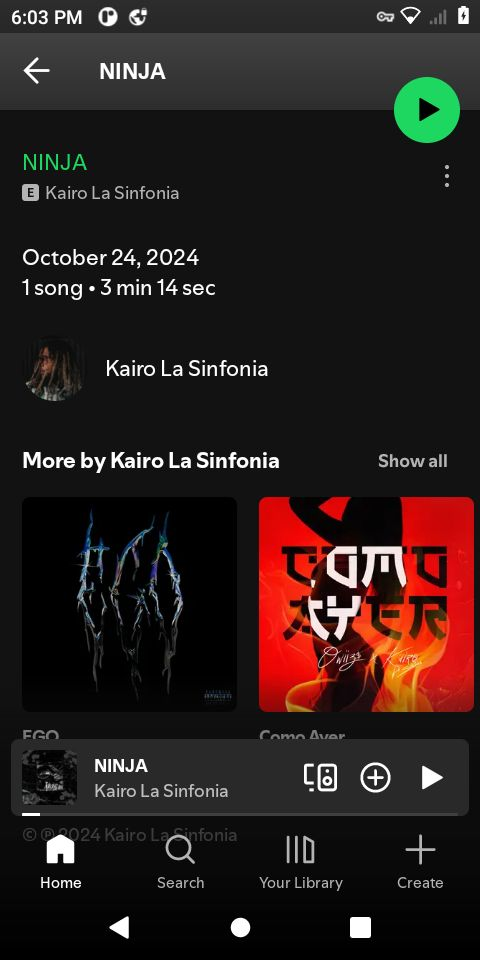 6:03 PM
NINJA
NINJA
E Kairo La Sinfonia
October 24, 2024
1 song • 3 min 14 sec
Kairo La Sinfonia
More by Kairo La Sinfonia
Show all
COMO
AYER
EGO
Como Ayer
NINJA
Kairo La Sinfonia
© ℗ 2024 Kairo La Sinfonia
Home
Search
Your Library
Create